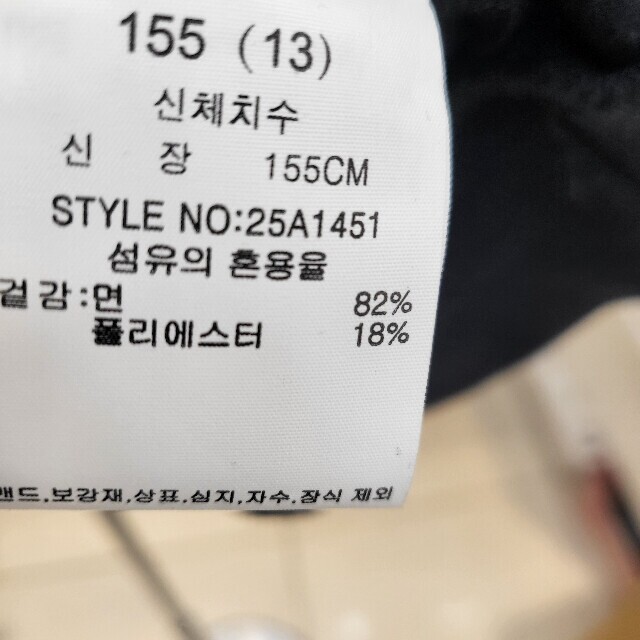 155 (13)
신체치수
신 장 155CM
STYLE NO:25A1451
섬유의 혼용율
겉감:면 82%
폴리에스터 18%
밴드,보강재,상표,심지,자수,장식 제외